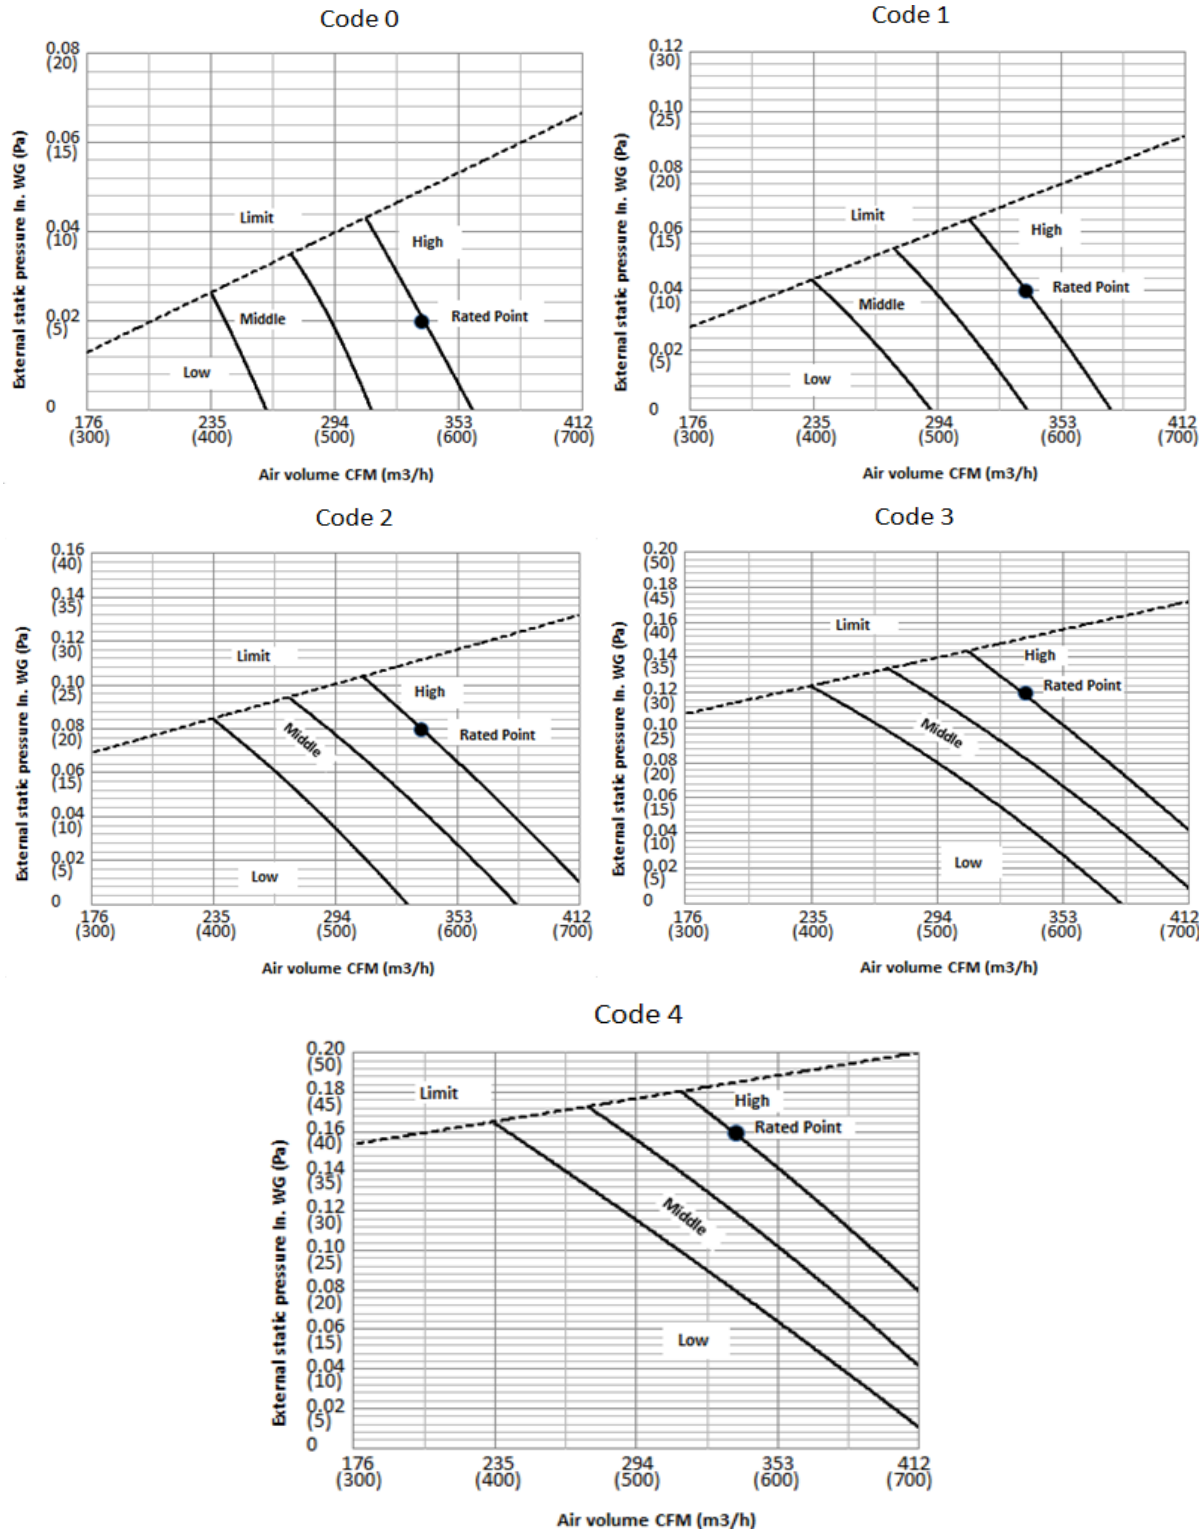 Code 0
0.08
(20)
0.06
(15)
0.04
(10)
0.02
(5)
0
External static pressure In. WG (Pa)
Limit
High
Middle
Rated Point
Low
176 235 294 353 412
(300) (400) (500) (600) (700)
Air volume CFM (m3/h)
Code 1
0.12
(30)
0.10
(25)
0.08
(20)
0.06
(15)
0.04
(10)
0.02
(5)
0
External static pressure In. WG (Pa)
Limit
High
Middle
Rated Point
Low
176 235 294 353 412
(300) (400) (500) (600) (700)
Air volume CFM (m3/h)
Code 2
0.16
(40)
0.14
(35)
0.12
(30)
0.10
(25)
0.08
(20)
0.06
(15)
0.04
(10)
0.02
(5)
0
External static pressure In. WG (Pa)
Limit
High
Middle
Rated Point
Low
176 235 294 353 412
(300) (400) (500) (600) (700)
Air volume CFM (m3/h)
Code 3
0.20
(50)
0.18
(45)
0.16
(40)
0.14
(35)
0.12
(30)
0.10
(25)
0.08
(20)
0.06
(15)
0.04
(10)
0.02
(5)
0
External static pressure In. WG (Pa)
Limit
High
Rated Point
Middle
Low
176 235 294 353 412
(300) (400) (500) (600) (700)
Air volume CFM (m3/h)
Code 4
0.20
(50)
0.18
(45)
0.16
(40)
0.14
(35)
0.12
(30)
0.10
(25)
0.08
(20)
0.06
(15)
0.04
(10)
0.02
(5)
0
External static pressure In. WG (Pa)
Limit
High
Rated Point
Middle
Low
176 235 294 353 412
(300) (400) (500) (600) (700)
Air volume CFM (m3/h)